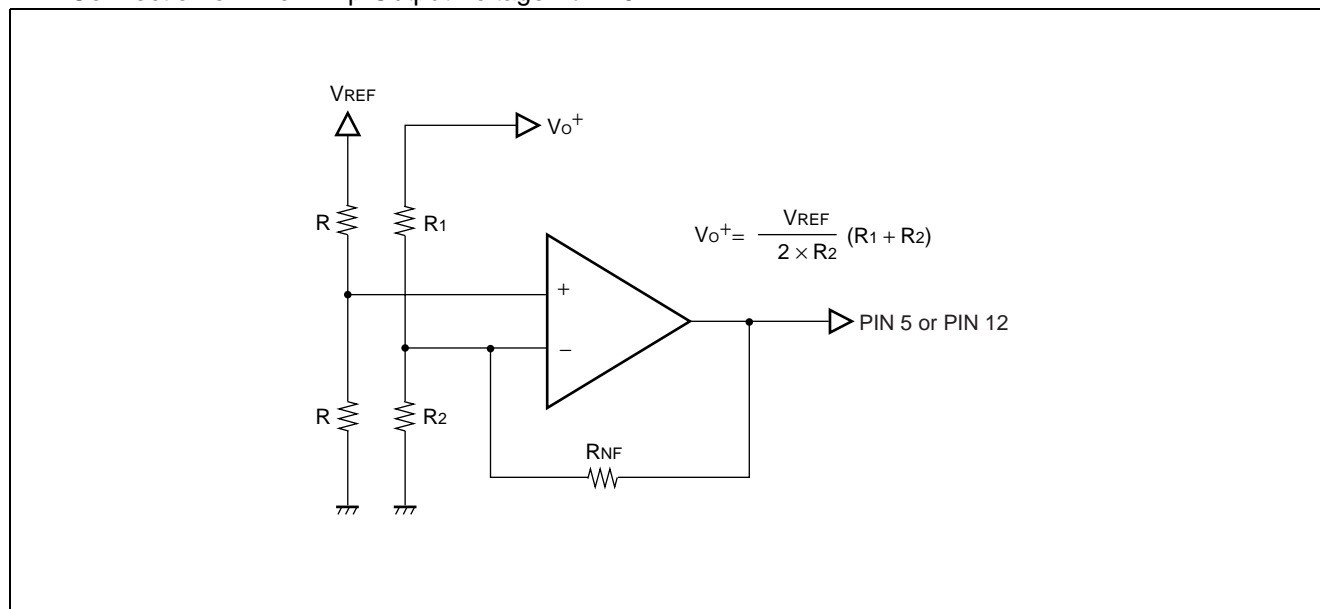 VREF
VO+
R
R1
VO+ = VREF / 2 × R2 (R1 + R2)
+
−
PIN 5 or PIN 12
R
R2
RNF